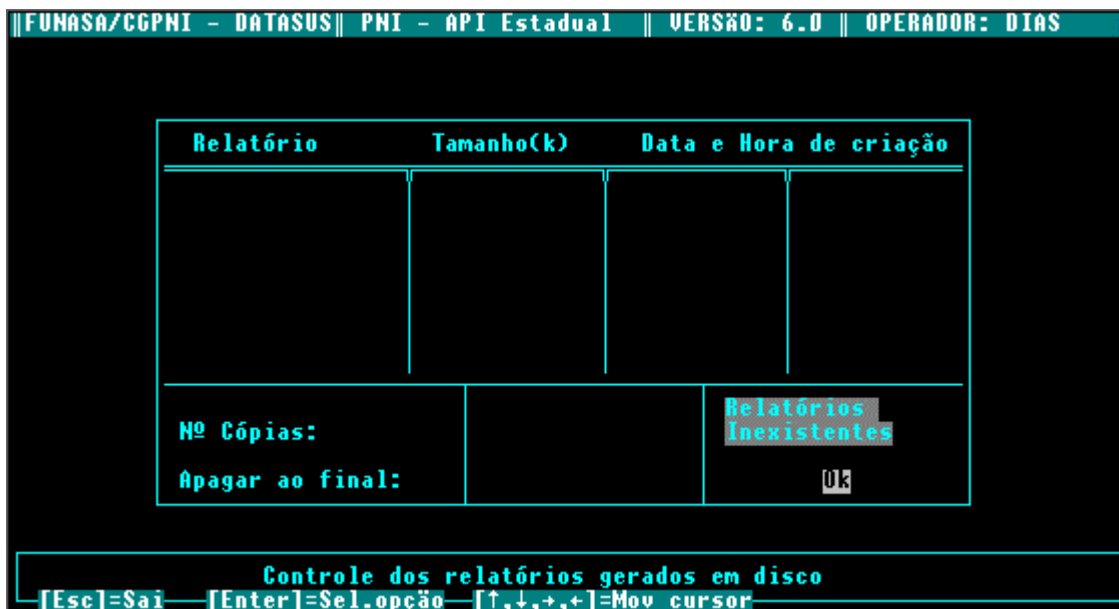 FUNASA/CGPNI - DATASUS PNI - API Estadual VERSÃO: 6.0 OPERADOR: DIAS
Relatório Tamanho(k) Data e Hora de criação
Relatórios
Nº Cópias: Inexistentes
Apagar ao final: Ok
Controle dos relatórios gerados em disco
[Esc]=Sai [Enter]=Sel.opção [↑,↓,→,←]=Mov cursor